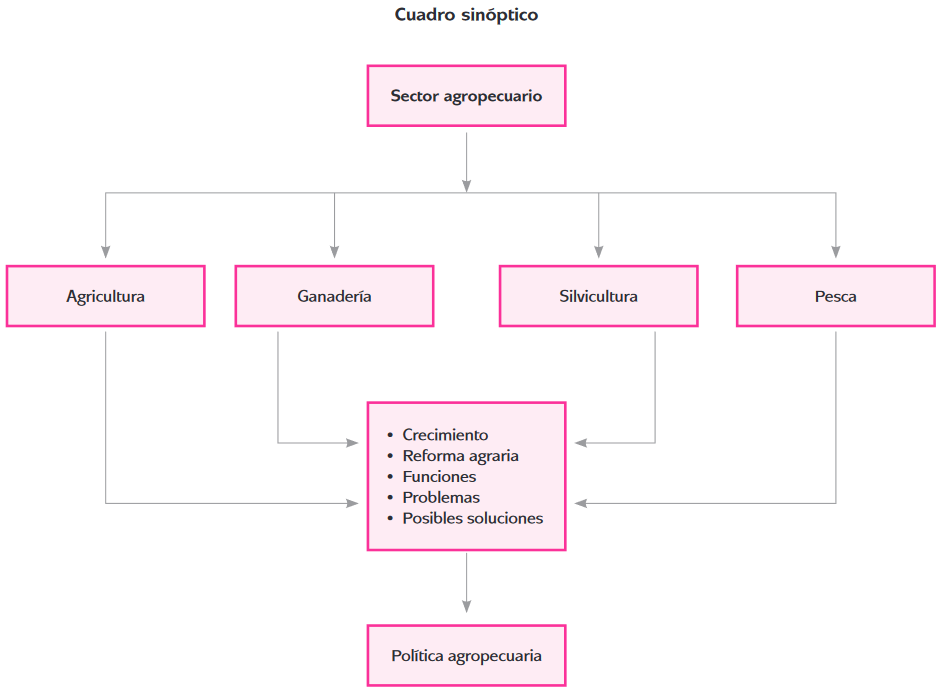 Cuadro sinóptico
Sector agropecuario
Agricultura
Ganadería
Silvicultura
Pesca
• Crecimiento
• Reforma agraria
• Funciones
• Problemas
• Posibles soluciones
Política agropecuaria